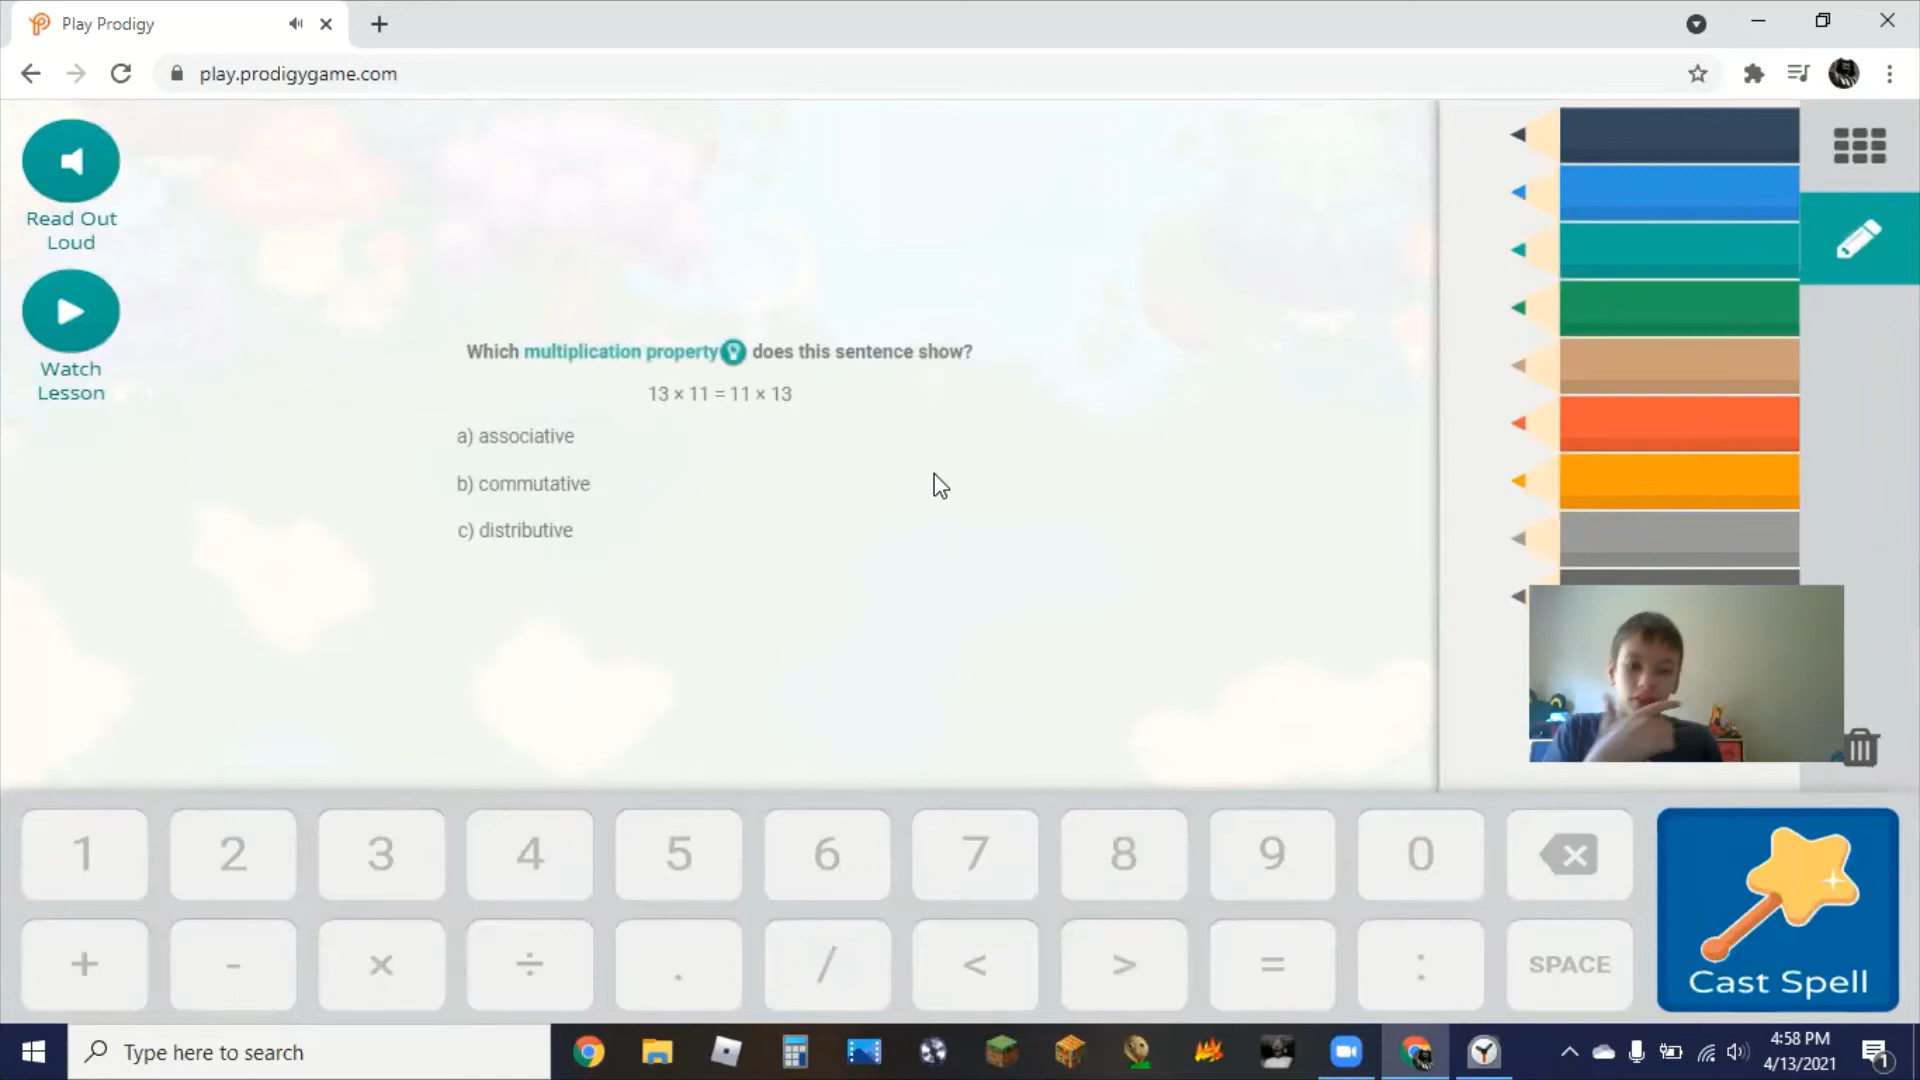 Play Prodigy
play.prodigygame.com
Read Out
Loud
Watch
Lesson
Which multiplication property does this sentence show?
13 × 11 = 11 × 13
a) associative
b) commutative
c) distributive
1 2 3 4 5 6 7 8 9 0
+ - × ÷ . / < > = : SPACE
Cast Spell
Type here to search
4:58 PM
4/13/2021
1